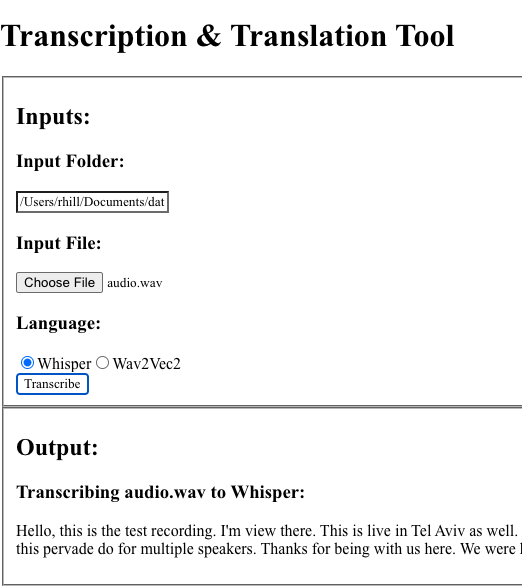 Transcription & Translation Tool
Inputs:
Input Folder:
/Users/rhill/Documents/dat
Input File:
Choose File audio.wav
Language:
Whisper Wav2Vec2
Transcribe
Output:
Transcribing audio.wav to Whisper:
Hello, this is the test recording. I'm view there. This is live in Tel Aviv as well.
this pervade do for multiple speakers. Thanks for being with us here. We were